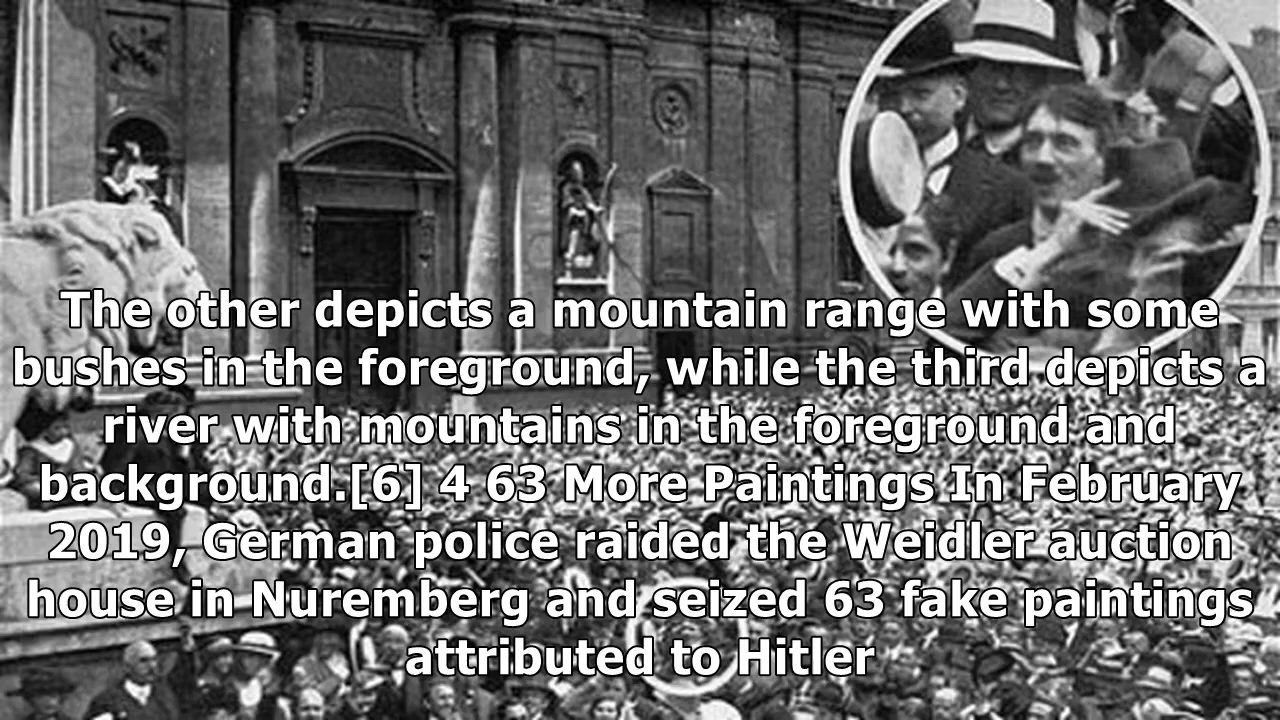 The other depicts a mountain range with some
bushes in the foreground, while the third depicts a
river with mountains in the foreground and
background.[6] 4 63 More Paintings In February
2019, German police raided the Weidler auction
house in Nuremberg and seized 63 fake paintings
attributed to Hitler